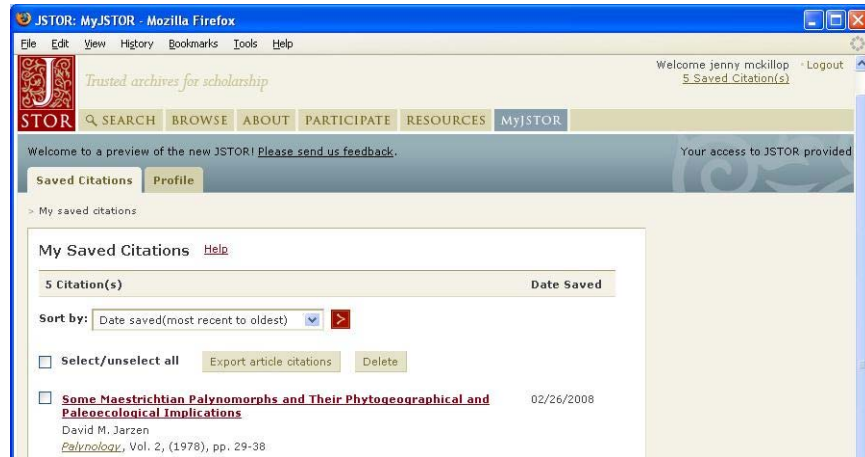 JSTOR: MyJSTOR - Mozilla Firefox
File Edit View History Bookmarks Tools Help
Welcome jenny mckillop · Logout
5 Saved Citation(s)
J
STOR
Trusted archives for scholarship
SEARCH BROWSE ABOUT PARTICIPATE RESOURCES MyJSTOR
Welcome to a preview of the new JSTOR! Please send us feedback.
Your access to JSTOR provided
Saved Citations Profile
> My saved citations
My Saved Citations Help
5 Citation(s) Date Saved
Sort by: Date saved(most recent to oldest) >
Select/unselect all Export article citations Delete
Some Maestrichtian Palynomorphs and Their Phytogeographical and 02/26/2008
Paleoecological Implications
David M. Jarzen
Palynology, Vol. 2, (1978), pp. 29-38